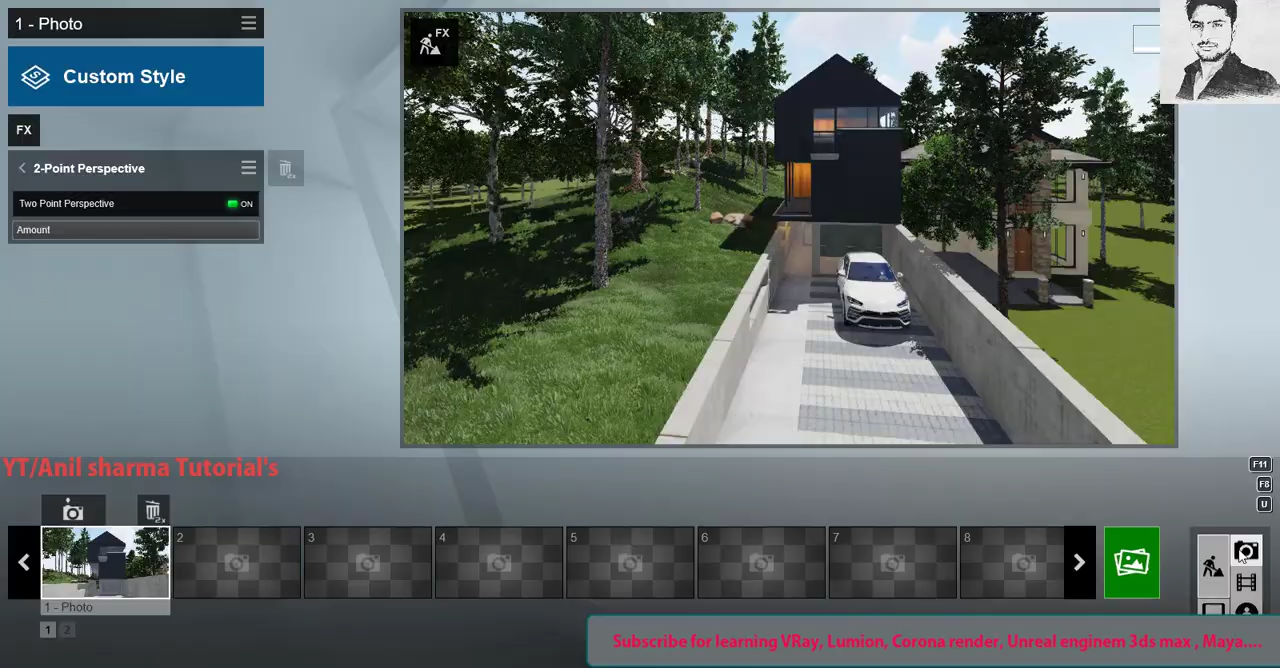 1 - Photo
Custom Style
FX
2-Point Perspective
Two Point Perspective
ON
Amount
FX
YT/Anil sharma Tutorial's
F11
F8
U
2
3
4
5
6
7
8
1 - Photo
1 2
Subscribe for learning VRay, Lumion, Corona render, Unreal enginem 3ds max , Maya....